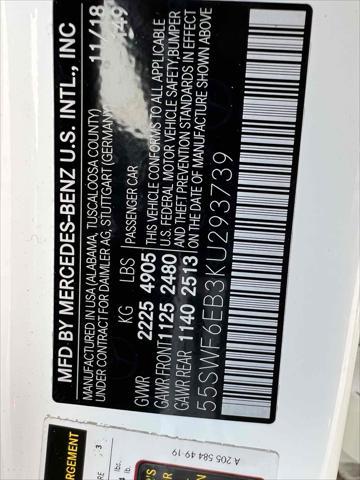 MFD BY MERCEDES-BENZ U.S. INTL., INC
11/18
MANUFACTURED IN USA (ALABAMA, TUSCALOOSA COUNTY)
UNDER CONTRACT FOR DAIMLER AG, STUTTGART (GERMANY)
149
KG LBS PASSENGER CAR
GVWR 2225 4905 THIS VEHICLE CONFORMS TO ALL APPLICABLE
GAWR FRONT 1125 2480 U.S. FEDERAL MOTOR VEHICLE SAFETY, BUMPER
GAWR REAR 1140 2513 AND THEFT PREVENTION STANDARDS IN EFFECT
ON THE DATE OF MANUFACTURE SHOWN ABOVE
55SWF6EB3KU293739
A 205 584 49 19